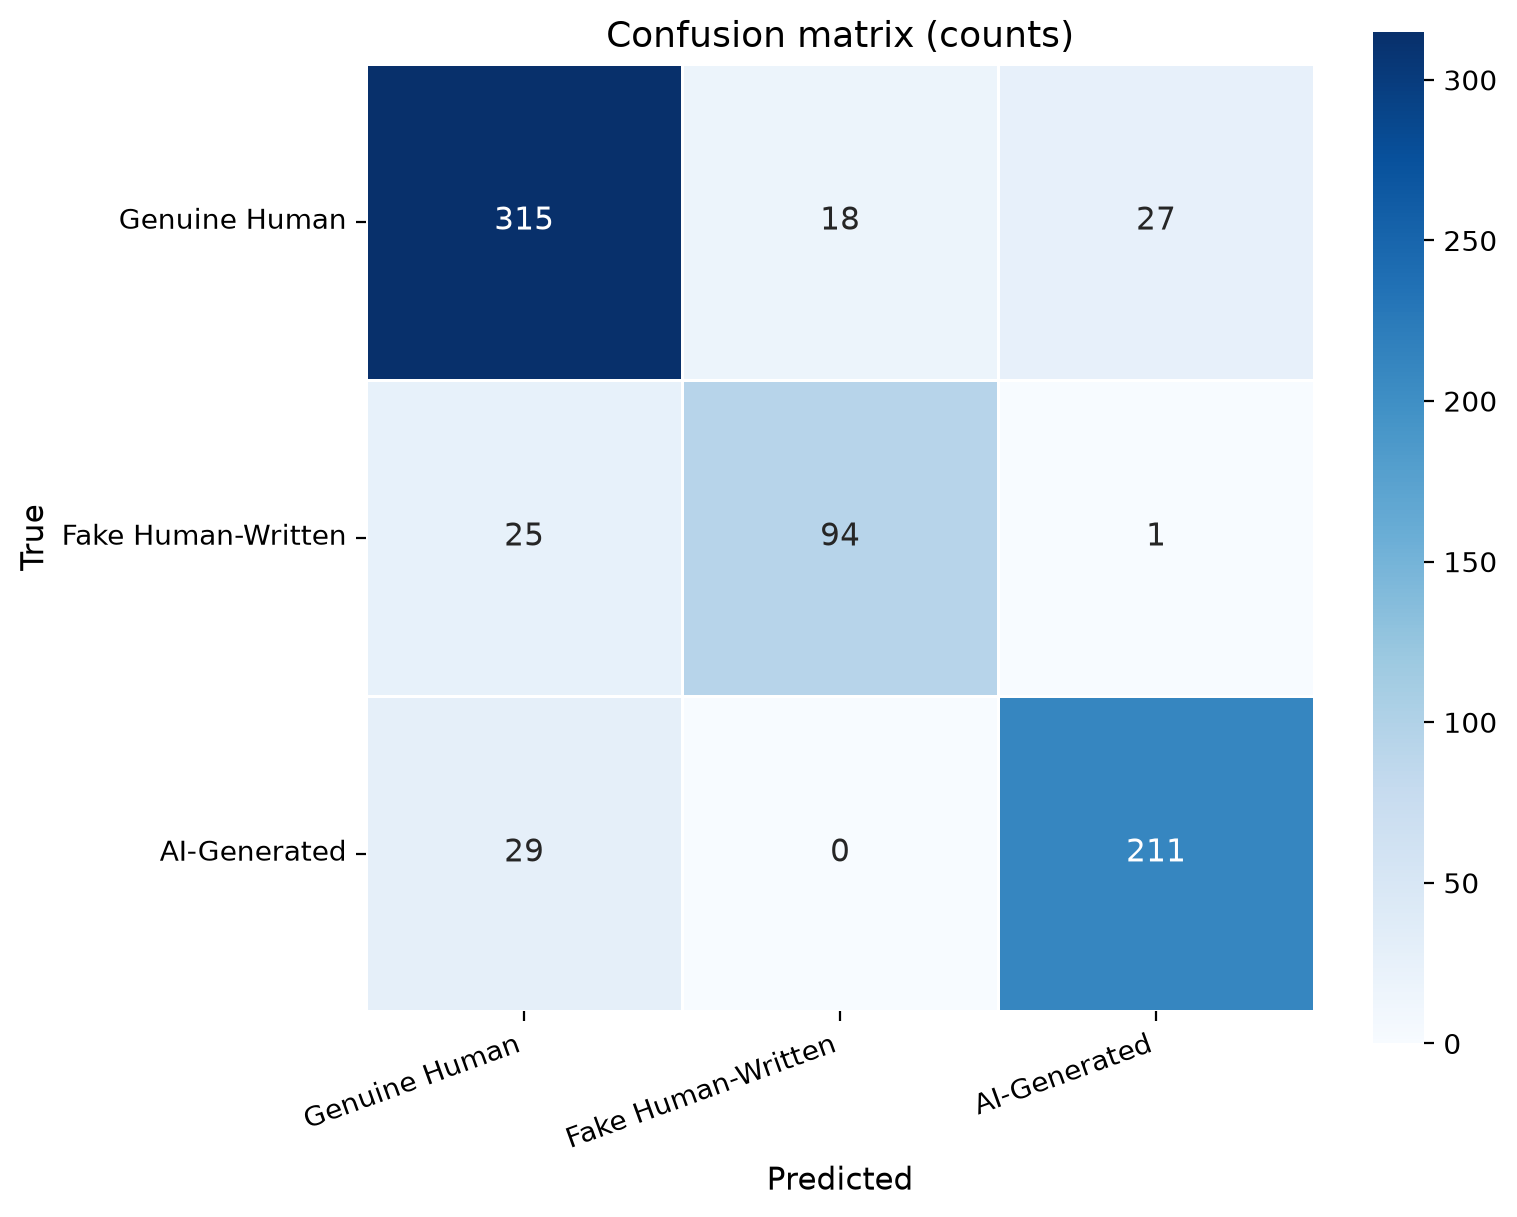 Confusion matrix (counts)
True
Genuine Human
315
18
27
Fake Human-Written
25
94
1
AI-Generated
29
0
211
Genuine Human
Fake Human-Written
AI-Generated
Predicted
300
250
200
150
100
50
0